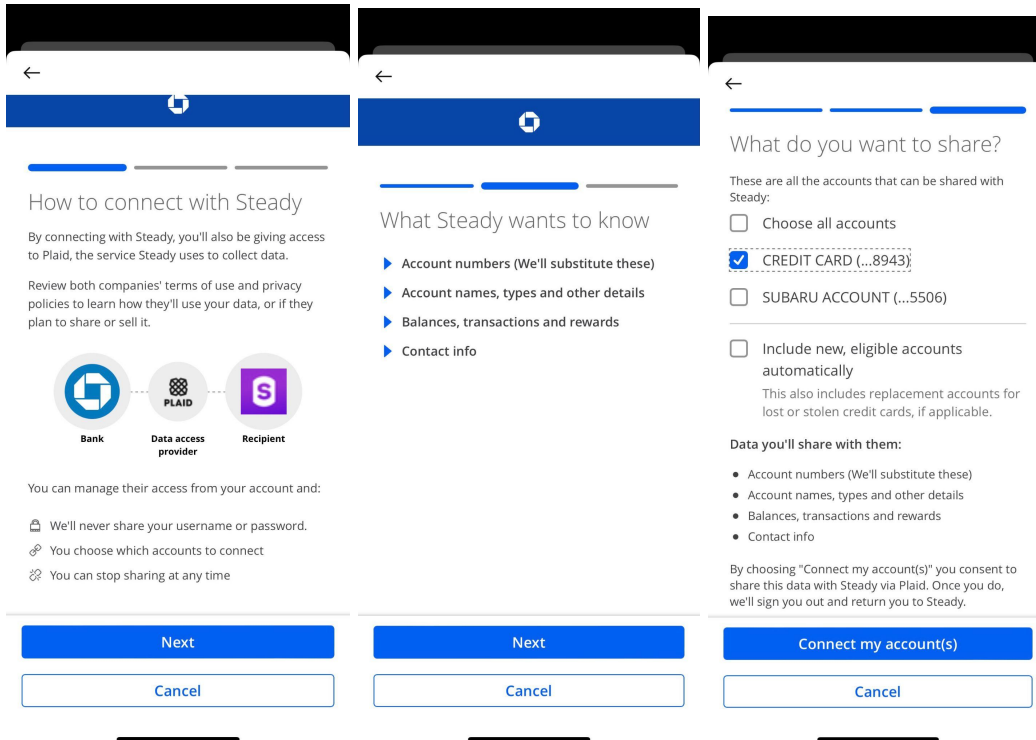 How to connect with Steady
By connecting with Steady, you'll also be giving access
to Plaid, the service Steady uses to collect data.
Review both companies' terms of use and privacy
policies to learn how they'll use your data, or if they
plan to share or sell it.
PLAID
S
Bank
Data access
provider
Recipient
You can manage their access from your account and:
We'll never share your username or password.
You choose which accounts to connect
You can stop sharing at any time
Next
Cancel
What Steady wants to know
Account numbers (We'll substitute these)
Account names, types and other details
Balances, transactions and rewards
Contact info
Next
Cancel
What do you want to share?
These are all the accounts that can be shared with
Steady:
Choose all accounts
CREDIT CARD (...8943)
SUBARU ACCOUNT (...5506)
Include new, eligible accounts
automatically
This also includes replacement accounts for
lost or stolen credit cards, if applicable.
Data you'll share with them:
Account numbers (We'll substitute these)
Account names, types and other details
Balances, transactions and rewards
Contact info
By choosing "Connect my account(s)" you consent to
share this data with Steady via Plaid. Once you do,
we'll sign you out and return you to Steady.
Connect my account(s)
Cancel